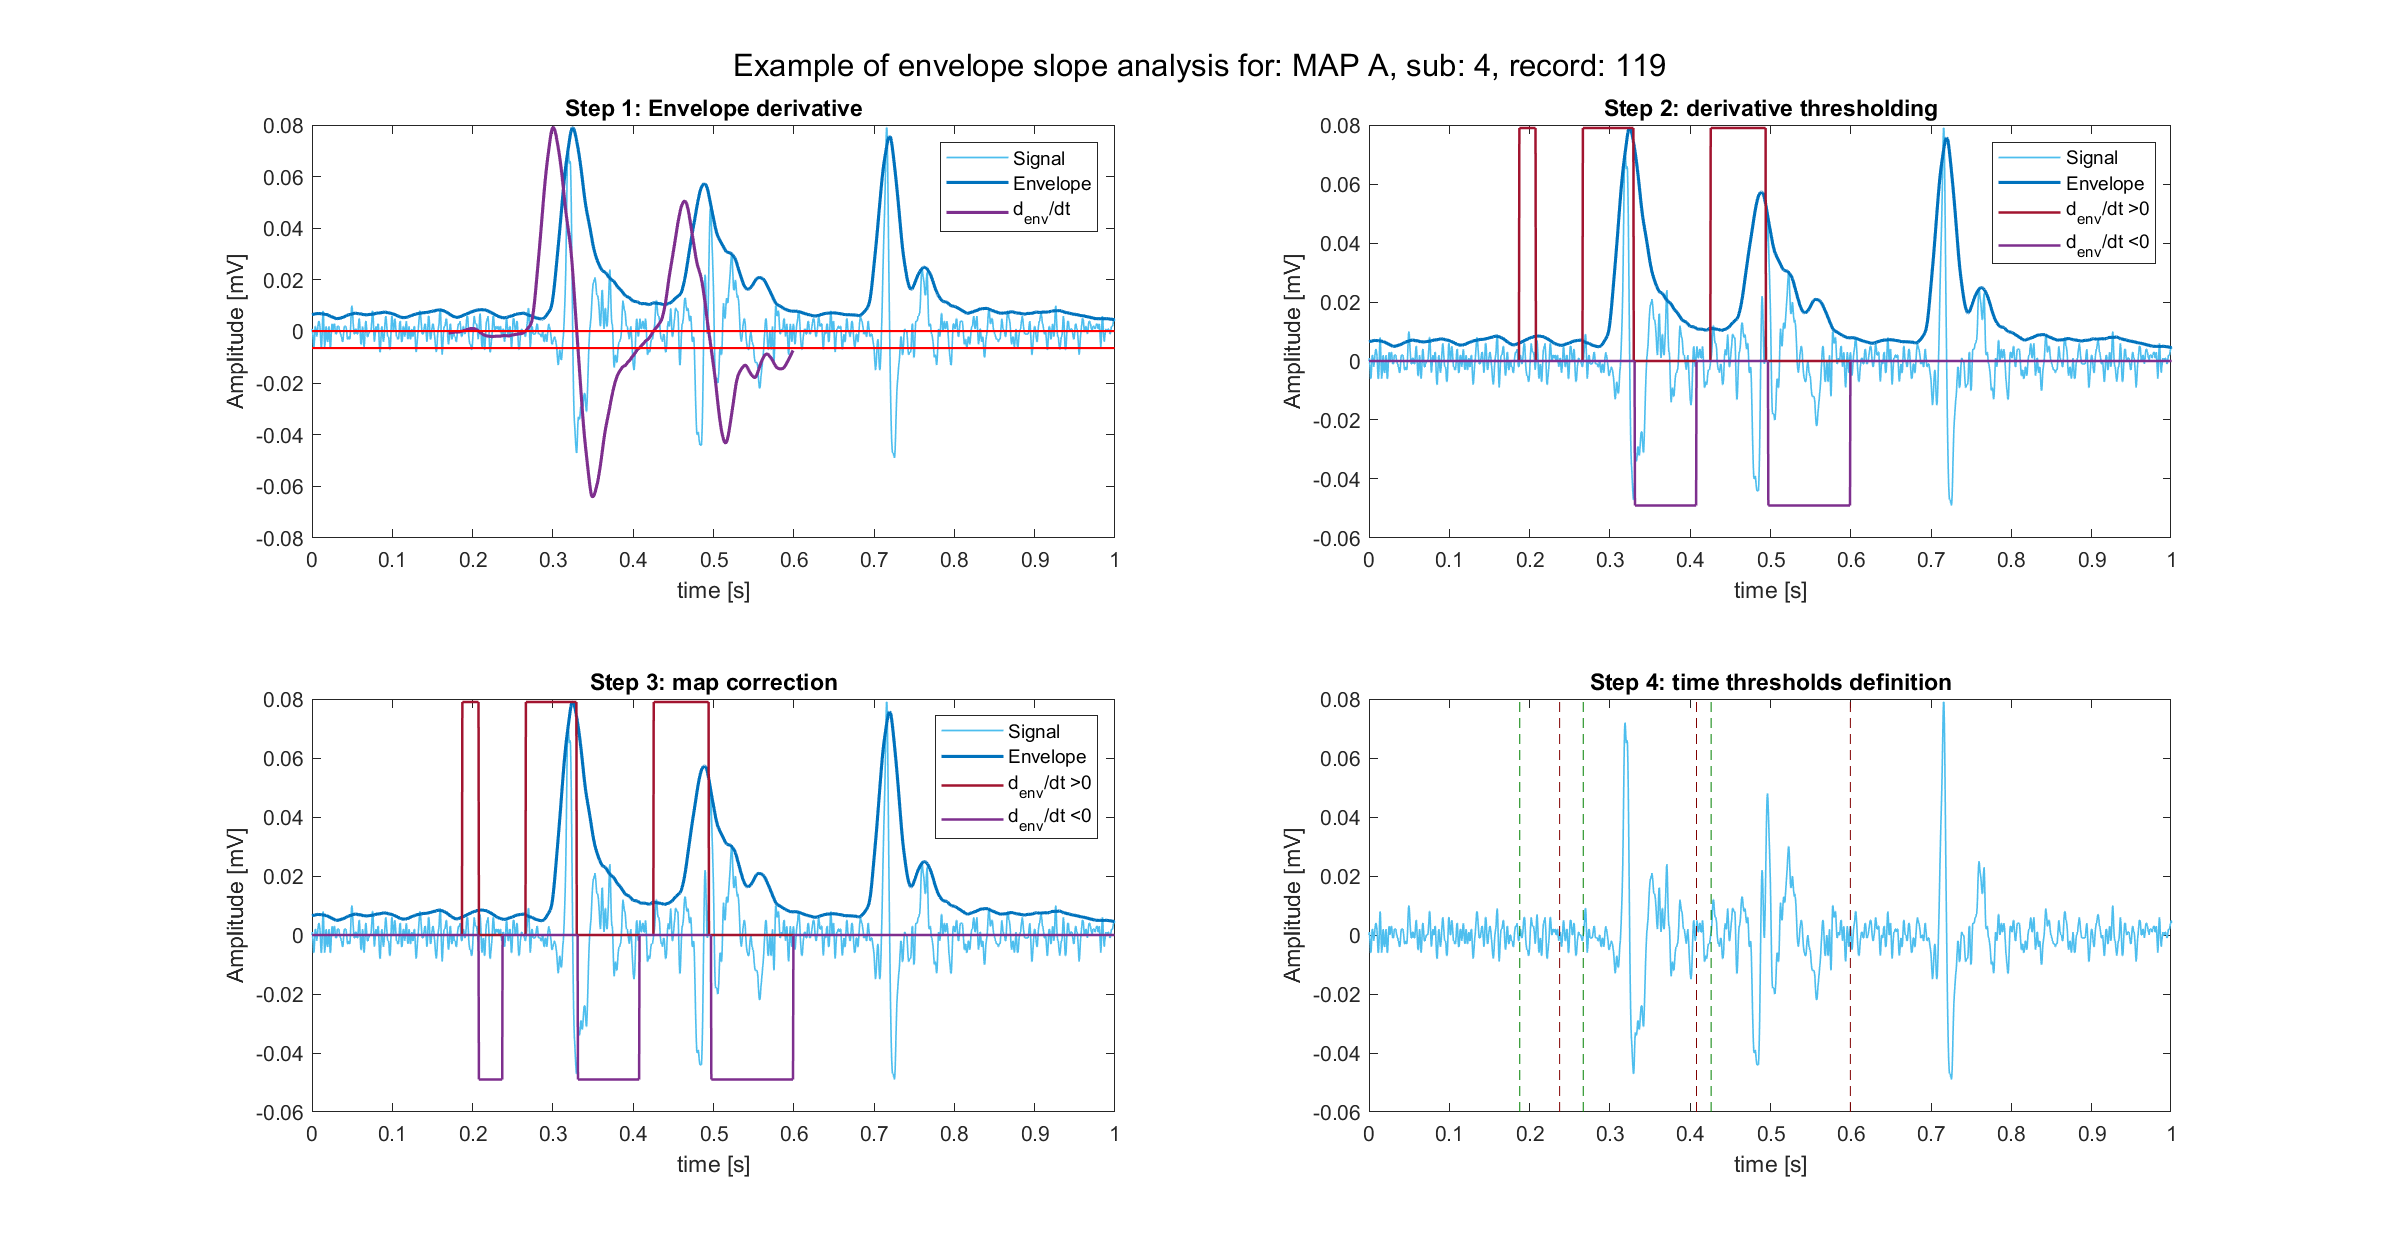 Example of envelope slope analysis for: MAP A, sub: 4, record: 119
Step 1: Envelope derivative
0.08
0.06
0.04
0.02
0
-0.02
-0.04
-0.06
-0.08
Amplitude [mV]
0 0.1 0.2 0.3 0.4 0.5 0.6 0.7 0.8 0.9 1
time [s]
Signal
Envelope
d_env/dt
Step 2: derivative thresholding
0.08
0.06
0.04
0.02
0
-0.02
-0.04
-0.06
Amplitude [mV]
0 0.1 0.2 0.3 0.4 0.5 0.6 0.7 0.8 0.9 1
time [s]
Signal
Envelope
d_env/dt >0
d_env/dt <0
Step 3: map correction
0.08
0.06
0.04
0.02
0
-0.02
-0.04
-0.06
Amplitude [mV]
0 0.1 0.2 0.3 0.4 0.5 0.6 0.7 0.8 0.9 1
time [s]
Signal
Envelope
d_env/dt >0
d_env/dt <0
Step 4: time thresholds definition
0.08
0.06
0.04
0.02
0
-0.02
-0.04
-0.06
Amplitude [mV]
0 0.1 0.2 0.3 0.4 0.5 0.6 0.7 0.8 0.9 1
time [s]